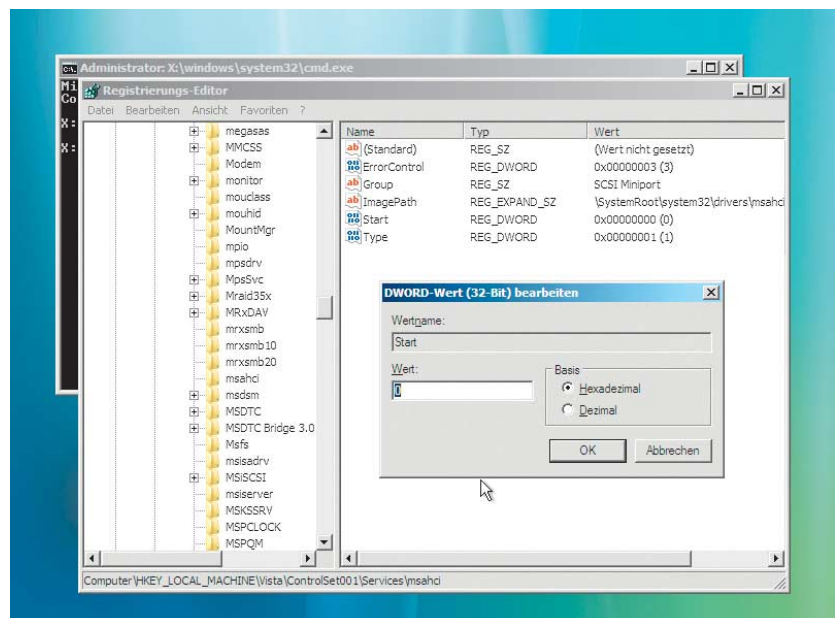 Administrator: X:\windows\system32\cmd.exe
Mi
Co
X:
X:
Registrierungs-Editor
Datei Bearbeiten Ansicht Favoriten ?
megasas
MMCSS
Modem
monitor
mouclass
mouhid
MountMgr
mpio
mpsdrv
MpsSvc
Mraid35x
MRxDAV
mrxsmb
mrxsmb10
mrxsmb20
msahci
msdsm
MSDTC
MSDTC Bridge 3.0
Msfs
msisadrv
MSiSCSI
msiserver
MSKSSRV
MSPCLOCK
MSPQM
Name Typ Wert
(Standard) REG_SZ (Wert nicht gesetzt)
ErrorControl REG_DWORD 0x00000003 (3)
Group REG_SZ SCSI Miniport
ImagePath REG_EXPAND_SZ \SystemRoot\system32\drivers\msahci
Start REG_DWORD 0x00000000 (0)
Type REG_DWORD 0x00000001 (1)
DWORD-Wert (32-Bit) bearbeiten
Wertname:
Start
Wert:
0
Basis
Hexadezimal
Dezimal
OK Abbrechen
Computer\HKEY_LOCAL_MACHINE\Vista\ControlSet001\Services\msahci